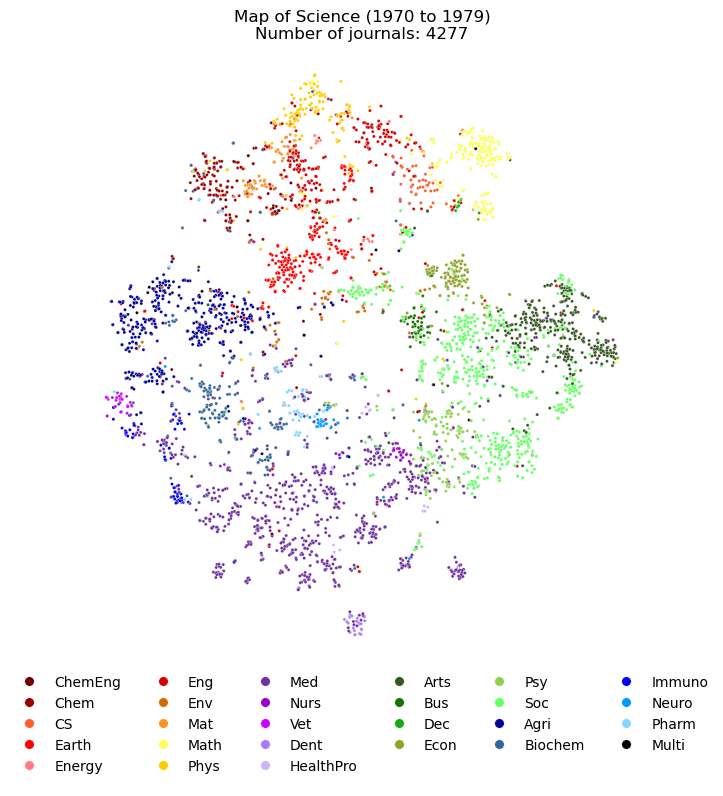 Map of Science (1970 to 1979)
Number of journals: 4277
ChemEng Eng Med Arts Psy Immuno
Chem Env Nurs Bus Soc Neuro
CS Mat Vet Dec Agri Pharm
Earth Math Dent Econ Biochem Multi
Energy Phys HealthPro